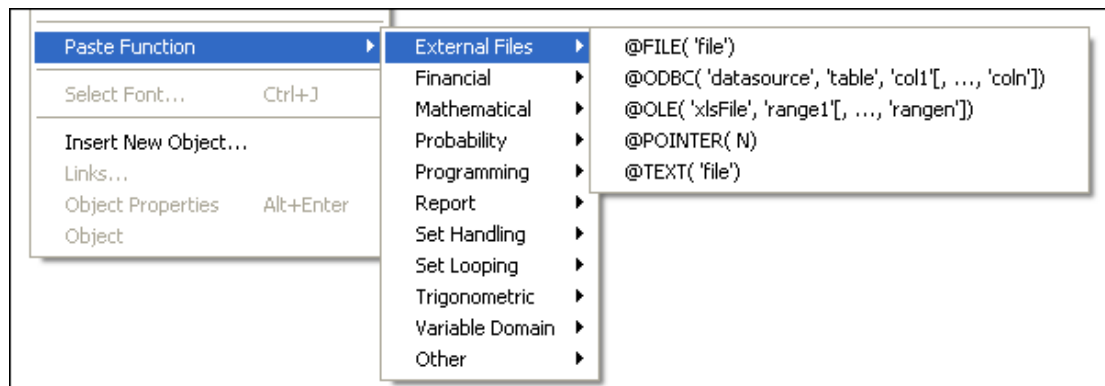 Paste Function
Select Font... Ctrl+J
Insert New Object...
Links...
Object Properties Alt+Enter
Object
External Files
Financial
Mathematical
Probability
Programming
Report
Set Handling
Set Looping
Trigonometric
Variable Domain
Other
@FILE( 'file')
@ODBC( 'datasource', 'table', 'col1'[, ..., 'coln'])
@OLE( 'xlsFile', 'range1'[, ..., 'rangen'])
@POINTER( N)
@TEXT( 'file')